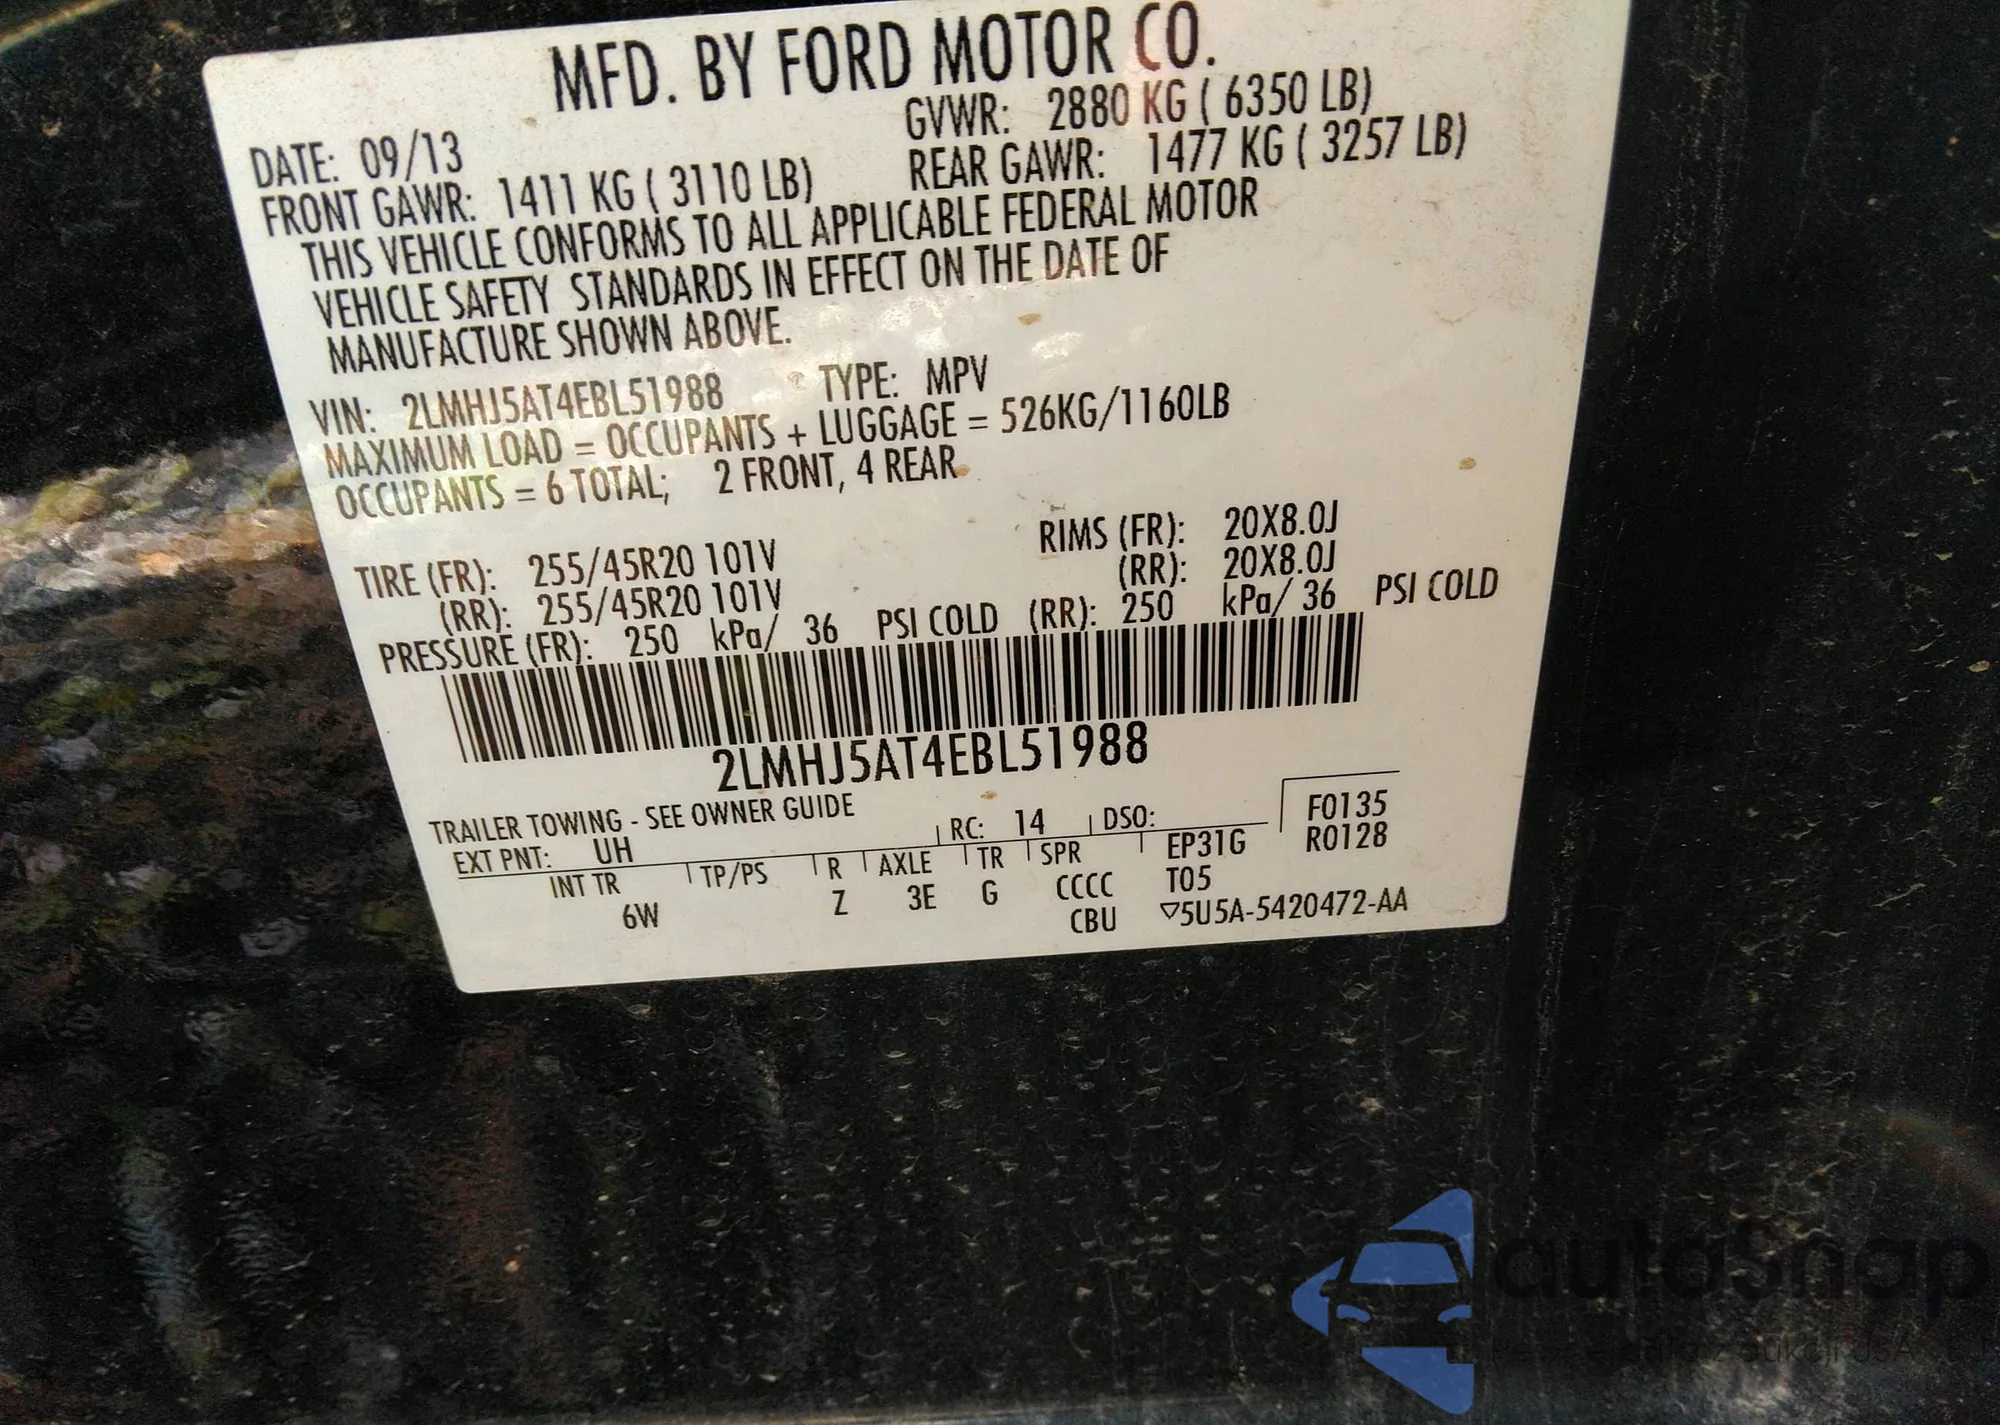 MFD. BY FORD MOTOR CO.
DATE: 09/13 GVWR: 2880 KG ( 6350 LB)
FRONT GAWR: 1411 KG ( 3110 LB) REAR GAWR: 1477 KG ( 3257 LB)
THIS VEHICLE CONFORMS TO ALL APPLICABLE FEDERAL MOTOR
VEHICLE SAFETY STANDARDS IN EFFECT ON THE DATE OF
MANUFACTURE SHOWN ABOVE.
VIN: 2LMHJ5AT4EBL51988 TYPE: MPV
MAXIMUM LOAD = OCCUPANTS + LUGGAGE = 526KG/1160LB
OCCUPANTS = 6 TOTAL; 2 FRONT, 4 REAR
TIRE (FR): 255/45R20 101V RIMS (FR): 20X8.0J
(RR): 255/45R20 101V (RR): 20X8.0J
PRESSURE (FR): 250 kPa/ 36 PSI COLD (RR): 250 kPa/ 36 PSI COLD
2LMHJ5AT4EBL51988
TRAILER TOWING - SEE OWNER GUIDE
EXT PNT: UH RC: 14 DSO: F0135
INT TR TP/PS R AXLE TR SPR EP31G R0128
6W Z 3E G CCCC T05
CBU ▽5U5A-5420472-AA
autoSnap